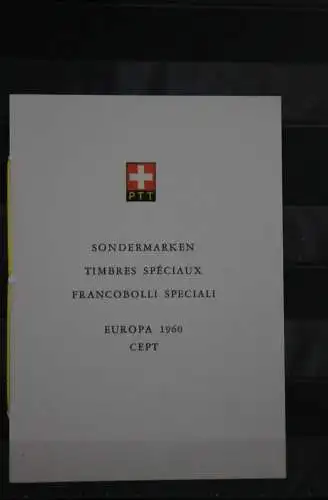 PTT
SONDERMARKEN
TIMBRES SPÉCIAUX
FRANCOBOLLI SPECIALI
EUROPA 1960
CEPT